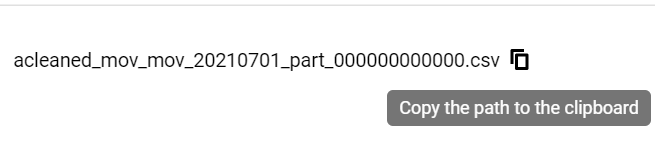 acleaned_mov_mov_20210701_part_000000000000.csv
Copy the path to the clipboard